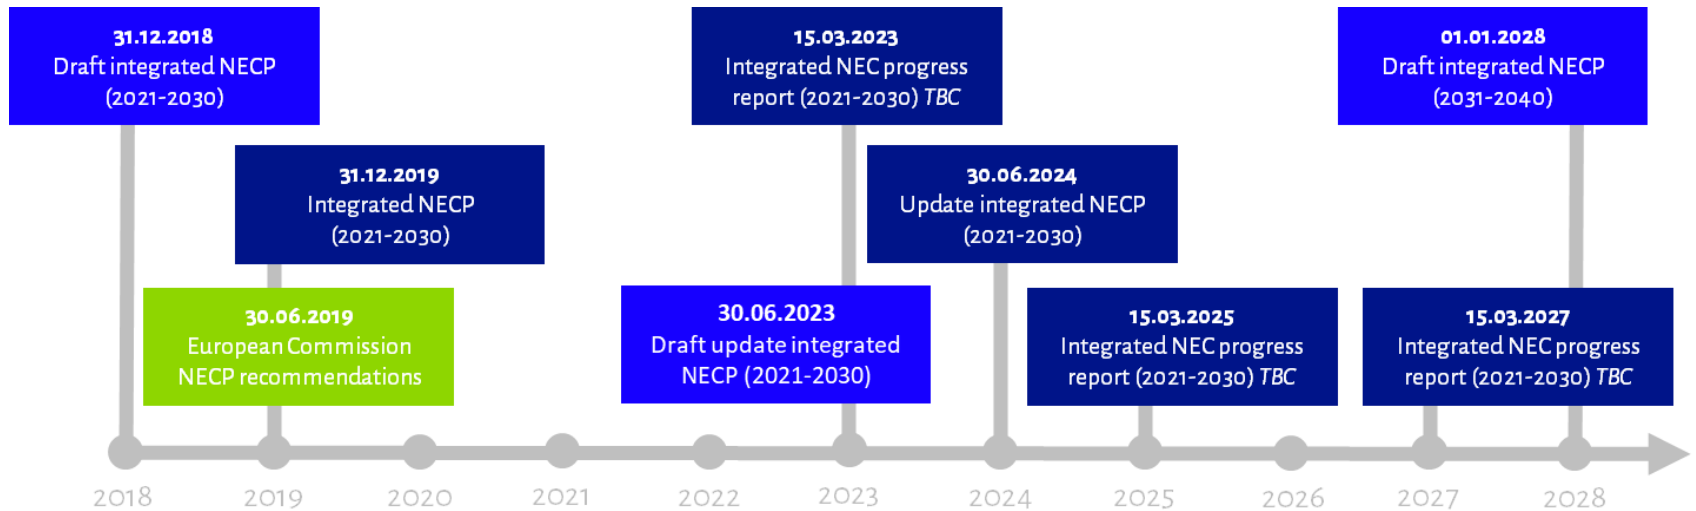 31.12.2018
Draft integrated NECP
(2021-2030)
15.03.2023
Integrated NEC progress
report (2021-2030) TBC
01.01.2028
Draft integrated NECP
(2031-2040)
31.12.2019
Integrated NECP
(2021-2030)
30.06.2024
Update integrated NECP
(2021-2030)
30.06.2019
European Commission
NECP recommendations
30.06.2023
Draft update integrated
NECP (2021-2030)
15.03.2025
Integrated NEC progress
report (2021-2030) TBC
15.03.2027
Integrated NEC progress
report (2021-2030) TBC
2018 2019 2020 2021 2022 2023 2024 2025 2026 2027 2028